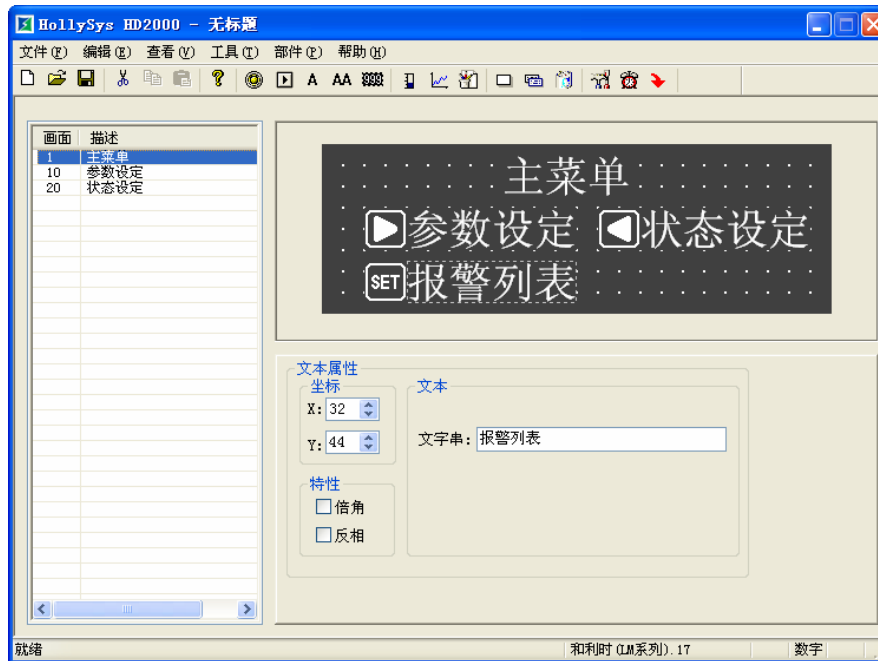 HollySys HD2000 - 无标题
文件(F) 编辑(E) 查看(V) 工具(T) 部件(P) 帮助(H)
A AA
画面 描述
1 主菜单
10 参数设定
20 状态设定
主菜单
参数设定 状态设定
SET 报警列表
文本属性
坐标
X: 32
Y: 44
特性
倍角
反相
文本
文字串: 报警列表
就绪 和利时(LM系列).17 数字